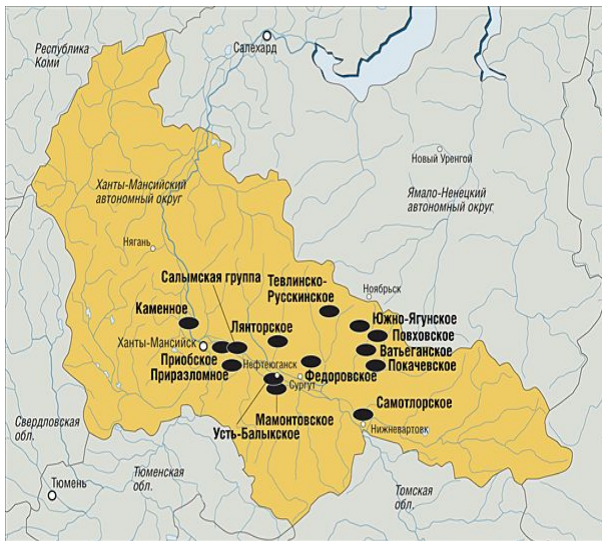 Республика
Коми
Салехард
Новый Уренгой
Ханты-Мансийский
автономный округ
Ямало-Ненецкий
автономный округ
Нягань
Салымская группа
Тевлинско-
Русскинское
Ноябрьск
Каменное
Лянторское
Южно-Ягунское
Повховское
Ханты-Мансийск
Ватьеганское
Приобское
Приразломное
Нефтеюганск
Федоровское
Покачевское
Сургут
Мамонтовское
Усть-Балыкское
Самотлорское
Нижневартовк
Свердловская
обл.
Тюмень
Тюменская
обл.
Томская
обл.